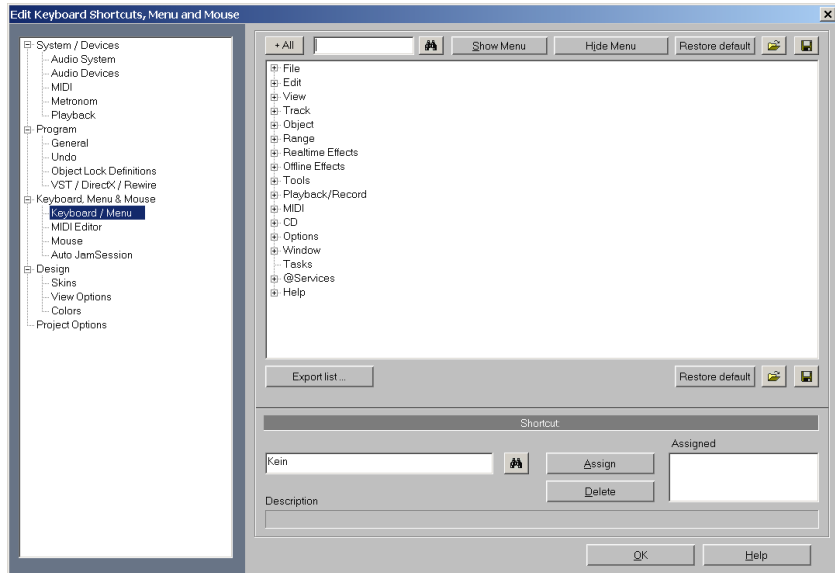 Edit Keyboard Shortcuts, Menu and Mouse
System / Devices
Audio System
Audio Devices
MIDI
Metronom
Playback
Program
General
Undo
Object Lock Definitions
VST / DirectX / Rewire
Keyboard, Menu & Mouse
Keyboard / Menu
MIDI Editor
Mouse
Auto JamSession
Design
Skins
View Options
Colors
Project Options
+ All
Show Menu
Hide Menu
Restore default
File
Edit
View
Track
Object
Range
Realtime Effects
Offline Effects
Tools
Playback/Record
MIDI
CD
Options
Window
Tasks
@Services
Help
Export list ...
Restore default
Shortcut
Kein
Assign
Delete
Assigned
Description
OK
Help